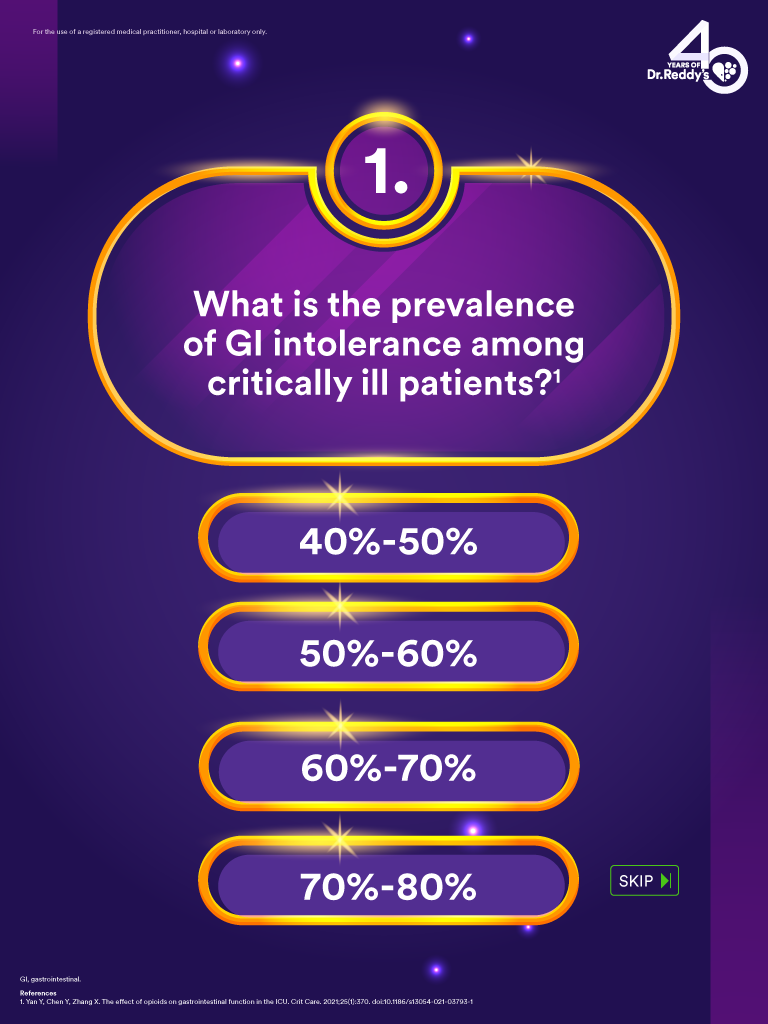 For the use of a registered medical practitioner, hospital or laboratory only.
40
YEARS OF
Dr.Reddy's
1.
What is the prevalence
of GI intolerance among
critically ill patients?¹
40%-50%
50%-60%
60%-70%
70%-80%
SKIP
GI, gastrointestinal.
References
1. Yan Y, Chen Y, Zhang X. The effect of opioids on gastrointestinal function in the ICU. Crit Care. 2021;25(1):370. doi:10.1186/s13054-021-03793-1